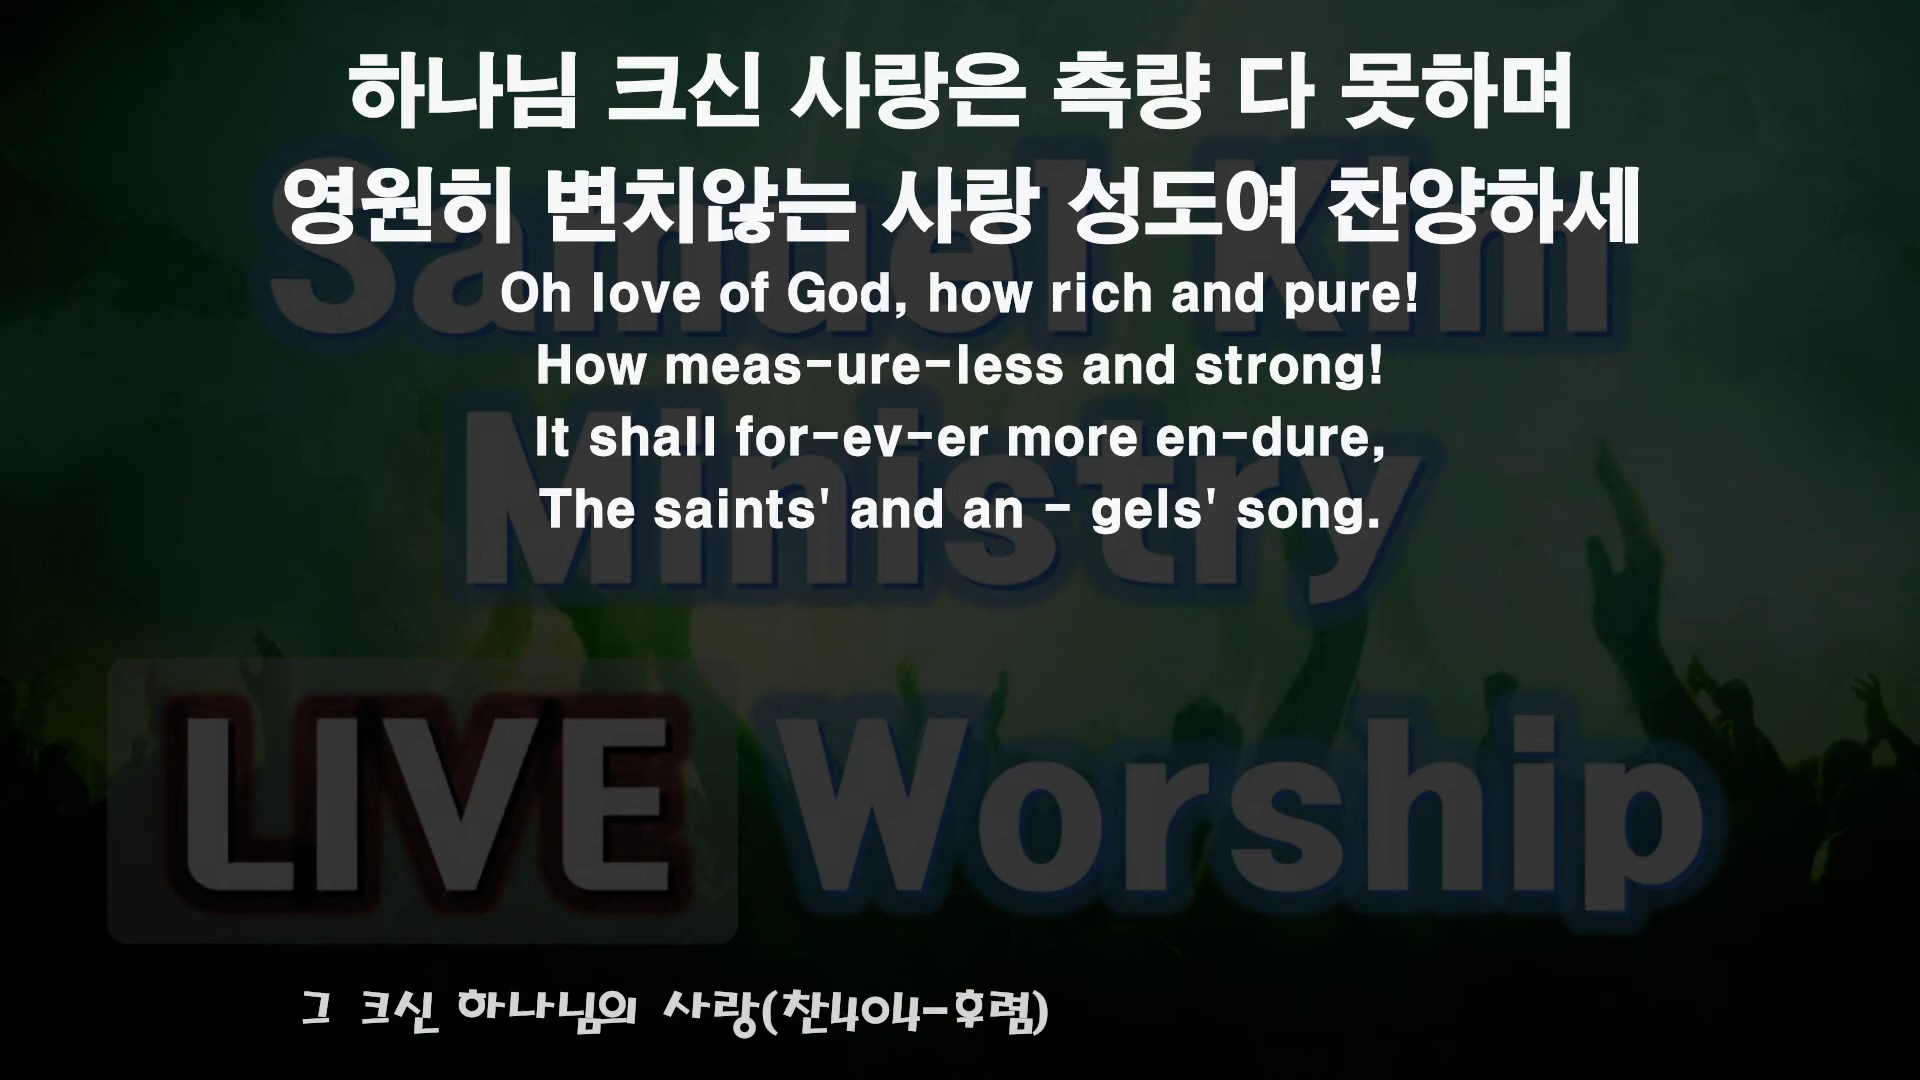 하나님 크신 사랑은 측량 다 못하며
영원히 변치않는 사랑 성도여 찬양하세
Oh love of God, how rich and pure!
How meas-ure-less and strong!
It shall for-ev-er more en-dure,
The saints' and an - gels' song.
Samuel Kim
Ministry
LIVE Worship
그 크신 하나님의 사랑(찬404-후렴)